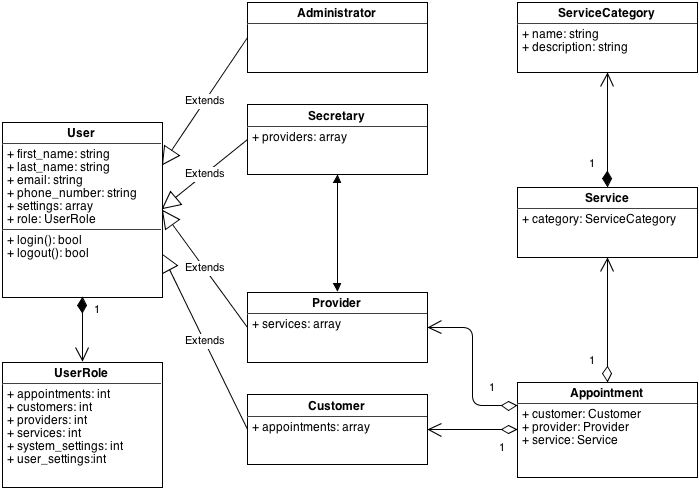 Administrator
ServiceCategory
+ name: string
+ description: string
Extends
Secretary
+ providers: array
User
+ first_name: string
+ last_name: string
+ email: string
+ phone_number: string
+ settings: array
+ role: UserRole
+ login(): bool
+ logout(): bool
Extends
1
Service
+ category: ServiceCategory
Extends
Provider
+ services: array
1
Extends
1
UserRole
+ appointments: int
+ customers: int
+ providers: int
+ services: int
+ system_settings: int
+ user_settings:int
Customer
+ appointments: array
1
1
Appointment
+ customer: Customer
+ provider: Provider
+ service: Service